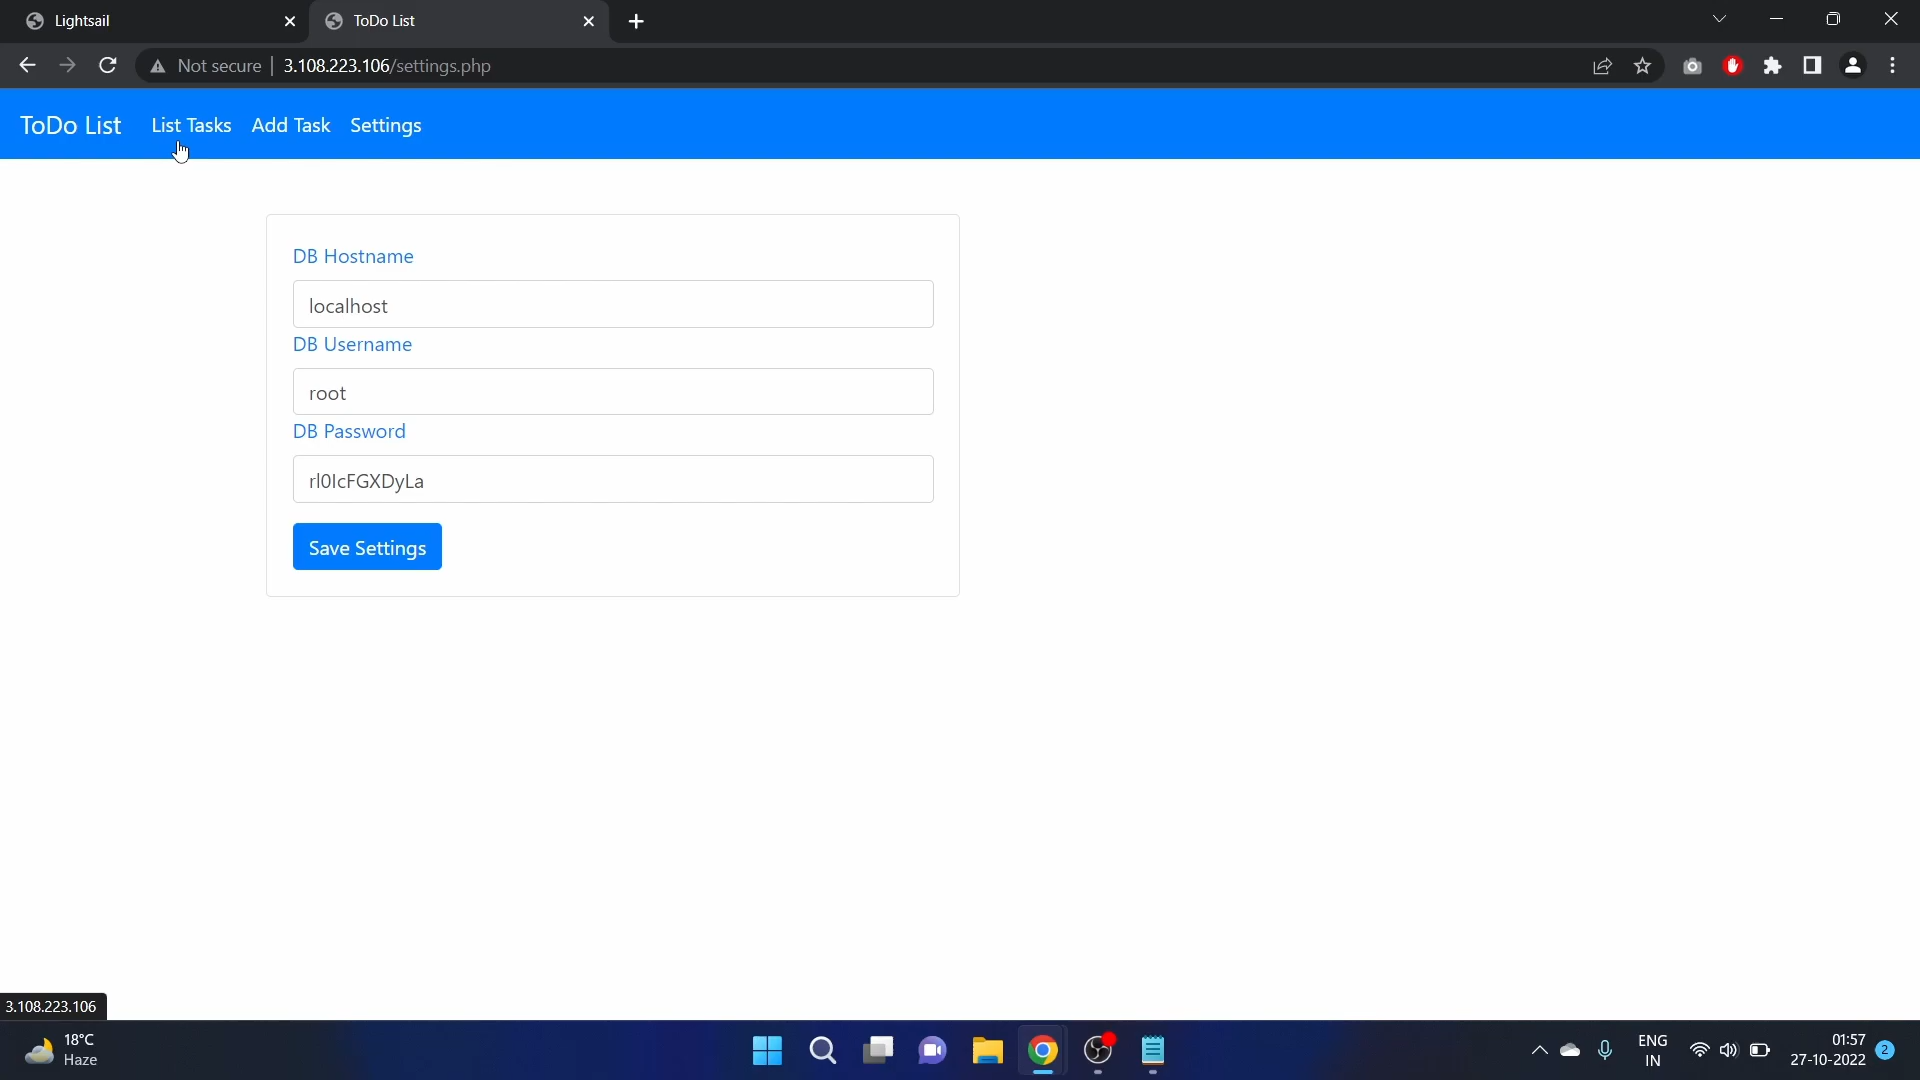 Lightsail
ToDo List
Not secure
3.108.223.106/settings.php
ToDo List
List Tasks
Add Task
Settings
DB Hostname
localhost
DB Username
root
DB Password
rl0IcFGXDyLa
Save Settings
3.108.223.106
18°C
Haze
ENG
IN
01:57
27-10-2022
2